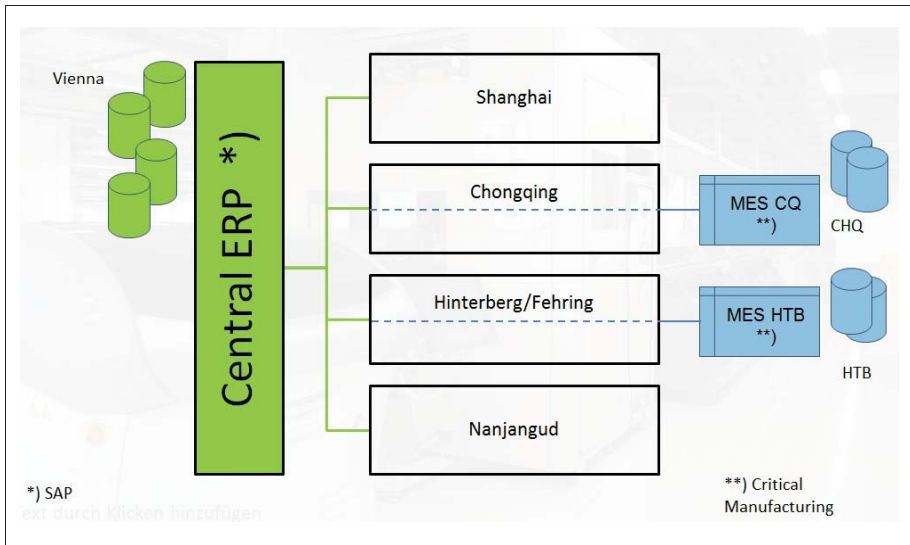 Vienna
Central ERP *)
Shanghai
Chongqing
MES CQ
**)
CHQ
Hinterberg/Fehring
MES HTB
**)
HTB
Nanjangud
*) SAP
**) Critical
Manufacturing
ext durch Klicken hinzufügen